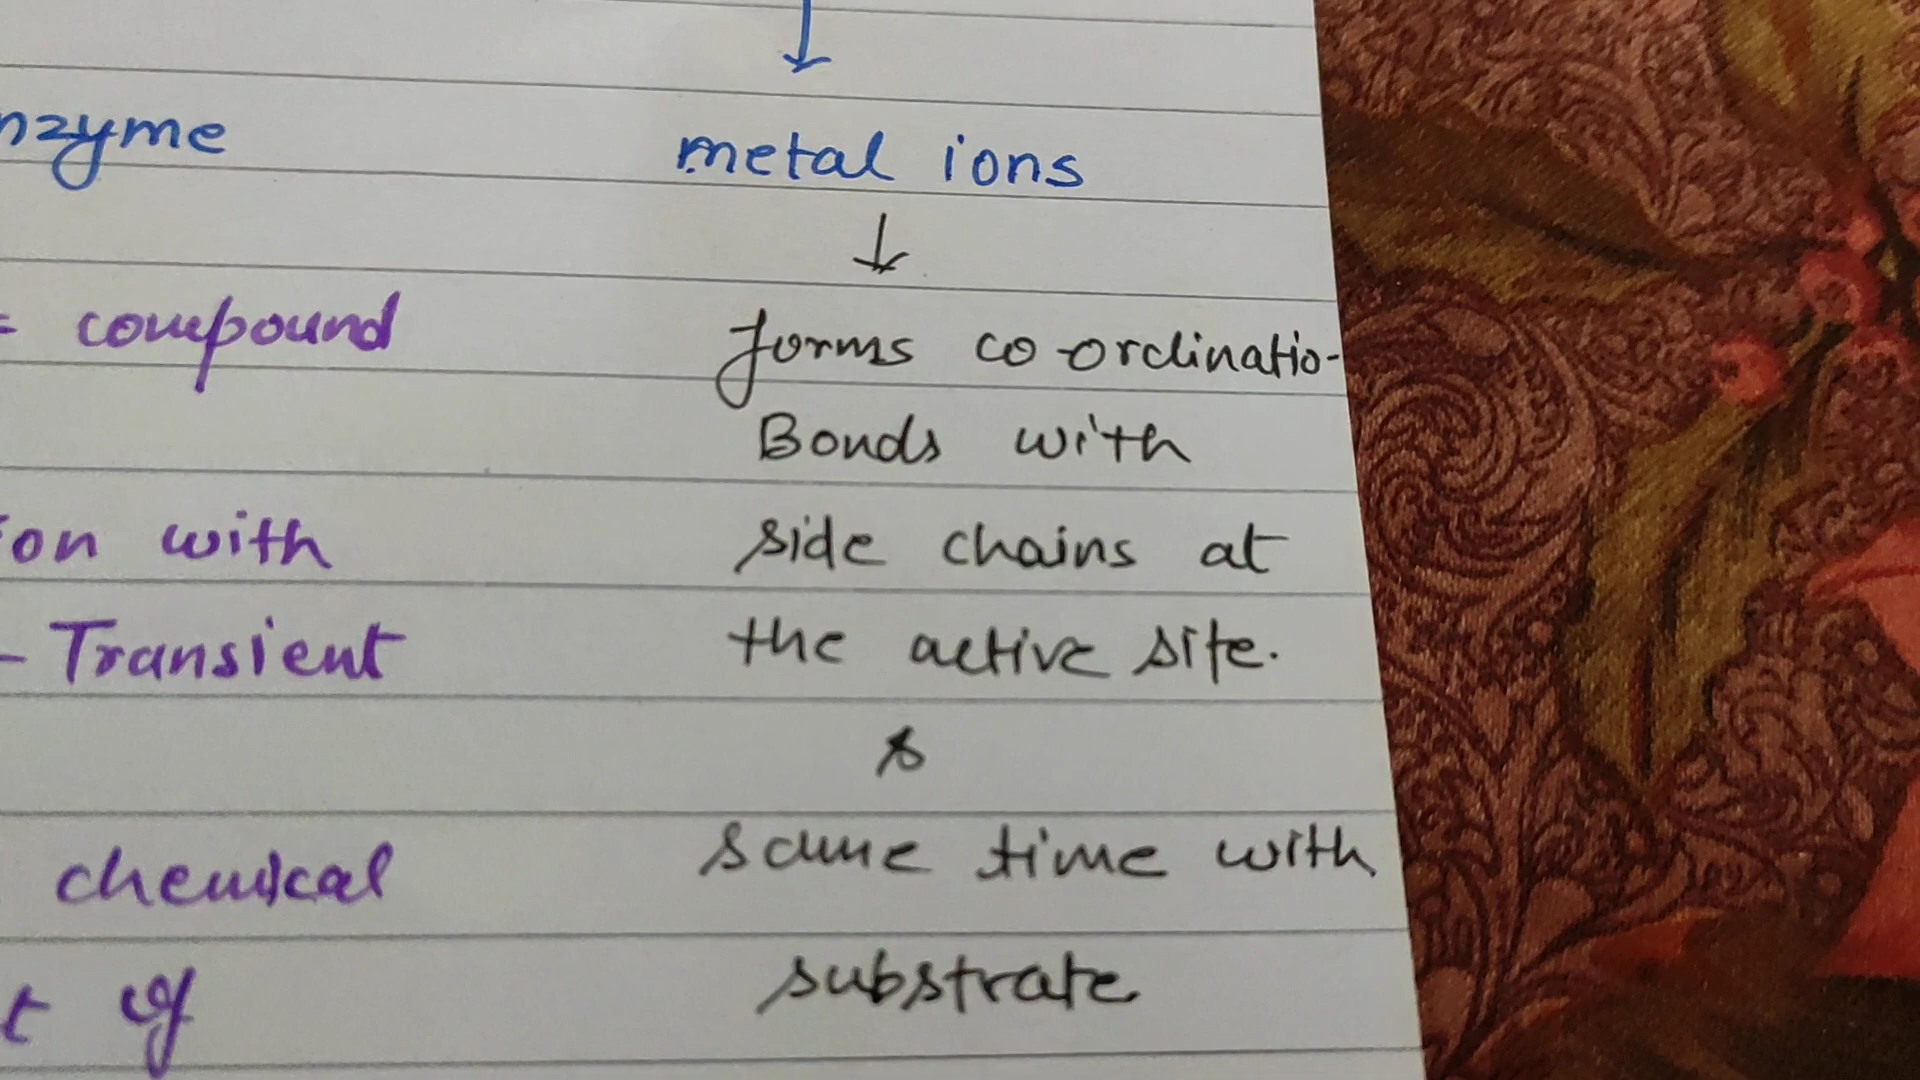 nzyme metal ions
= compound forms co-ordinatio-
Bonds with
ion with side chains at
- Transient the active site.
&
chemical same time with
t of substrate